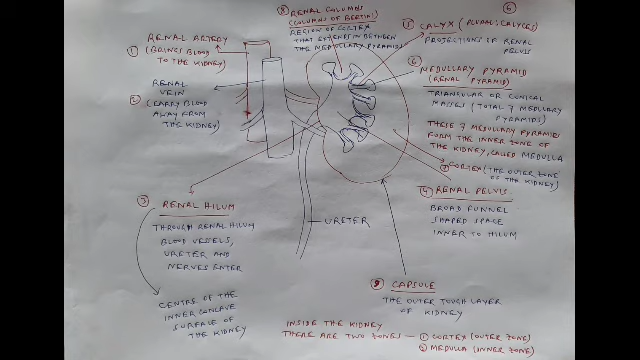 6
RENAL ARTERY
1 (BRINGS BLOOD
TO THE KIDNEY)
RENAL
VEIN
2 (CARRY BLOOD
AWAY FROM
THE KIDNEY)
8 RENAL COLUMNS
(COLUMNS OF BERTIN)
REGION OF CORTEX
THAT EXTENDS IN BETWEEN
THE MEDULLARY PYRAMIDS
5 CALYX (PLURAL: CALYCES)
PROJECTIONS OF RENAL
PELVIS
6 MEDULLARY PYRAMID
(RENAL PYRAMID)
TRIANGULAR OR CONICAL
MASSES (TOTAL 7 MEDULLARY
PYRAMIDS)
THESE 7 MEDULLARY PYRAMIDS
FORM THE INNER ZONE OF
THE KIDNEY, CALLED MEDULLA
7 CORTEX (THE OUTER ZONE
OF THE KIDNEY)
4 RENAL PELVIS
BROAD FUNNEL
SHAPED SPACE
INNER TO HILUM
3 RENAL HILUM
THROUGH RENAL HILUM
BLOOD VESSELS,
URETER AND
NERVES ENTER
CENTRE OF THE
INNER CONCAVE
SURFACE OF
THE KIDNEY
URETER
9 CAPSULE
THE OUTER TOUGH LAYER
OF KIDNEY
INSIDE THE KIDNEY
THERE ARE TWO ZONES - 1 CORTEX (OUTER ZONE)
2 MEDULLA (INNER ZONE)